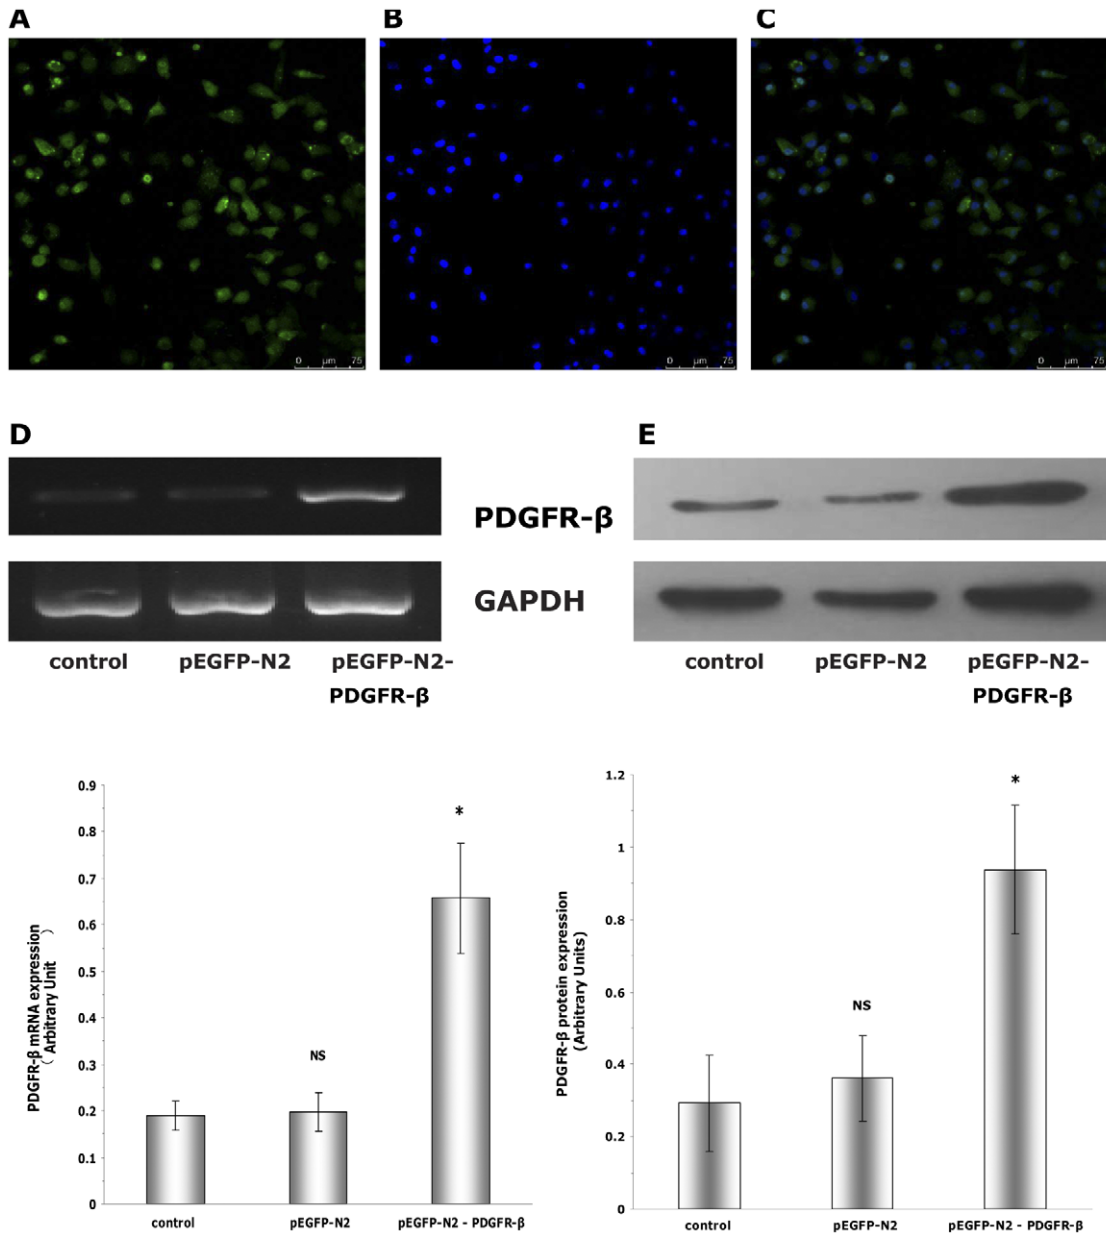 A B C
0 µm 75 0 µm 75 0 µm 75
D E
PDGFR-β
GAPDH
control pEGFP-N2 pEGFP-N2- control pEGFP-N2 pEGFP-N2-
PDGFR-β PDGFR-β
PDGFR-β mRNA expression
( Arbitrary Unit )
0.9
0.8
0.7
0.6
0.5
0.4
0.3
0.2
0.1
0
*
NS
control pEGFP-N2 pEGFP-N2 - PDGFR-β
PDGFR-β protein expression
(Arbitrary Units)
1.2
1
0.8
0.6
0.4
0.2
0
*
NS
control pEGFP-N2 pEGFP-N2 - PDGFR-β